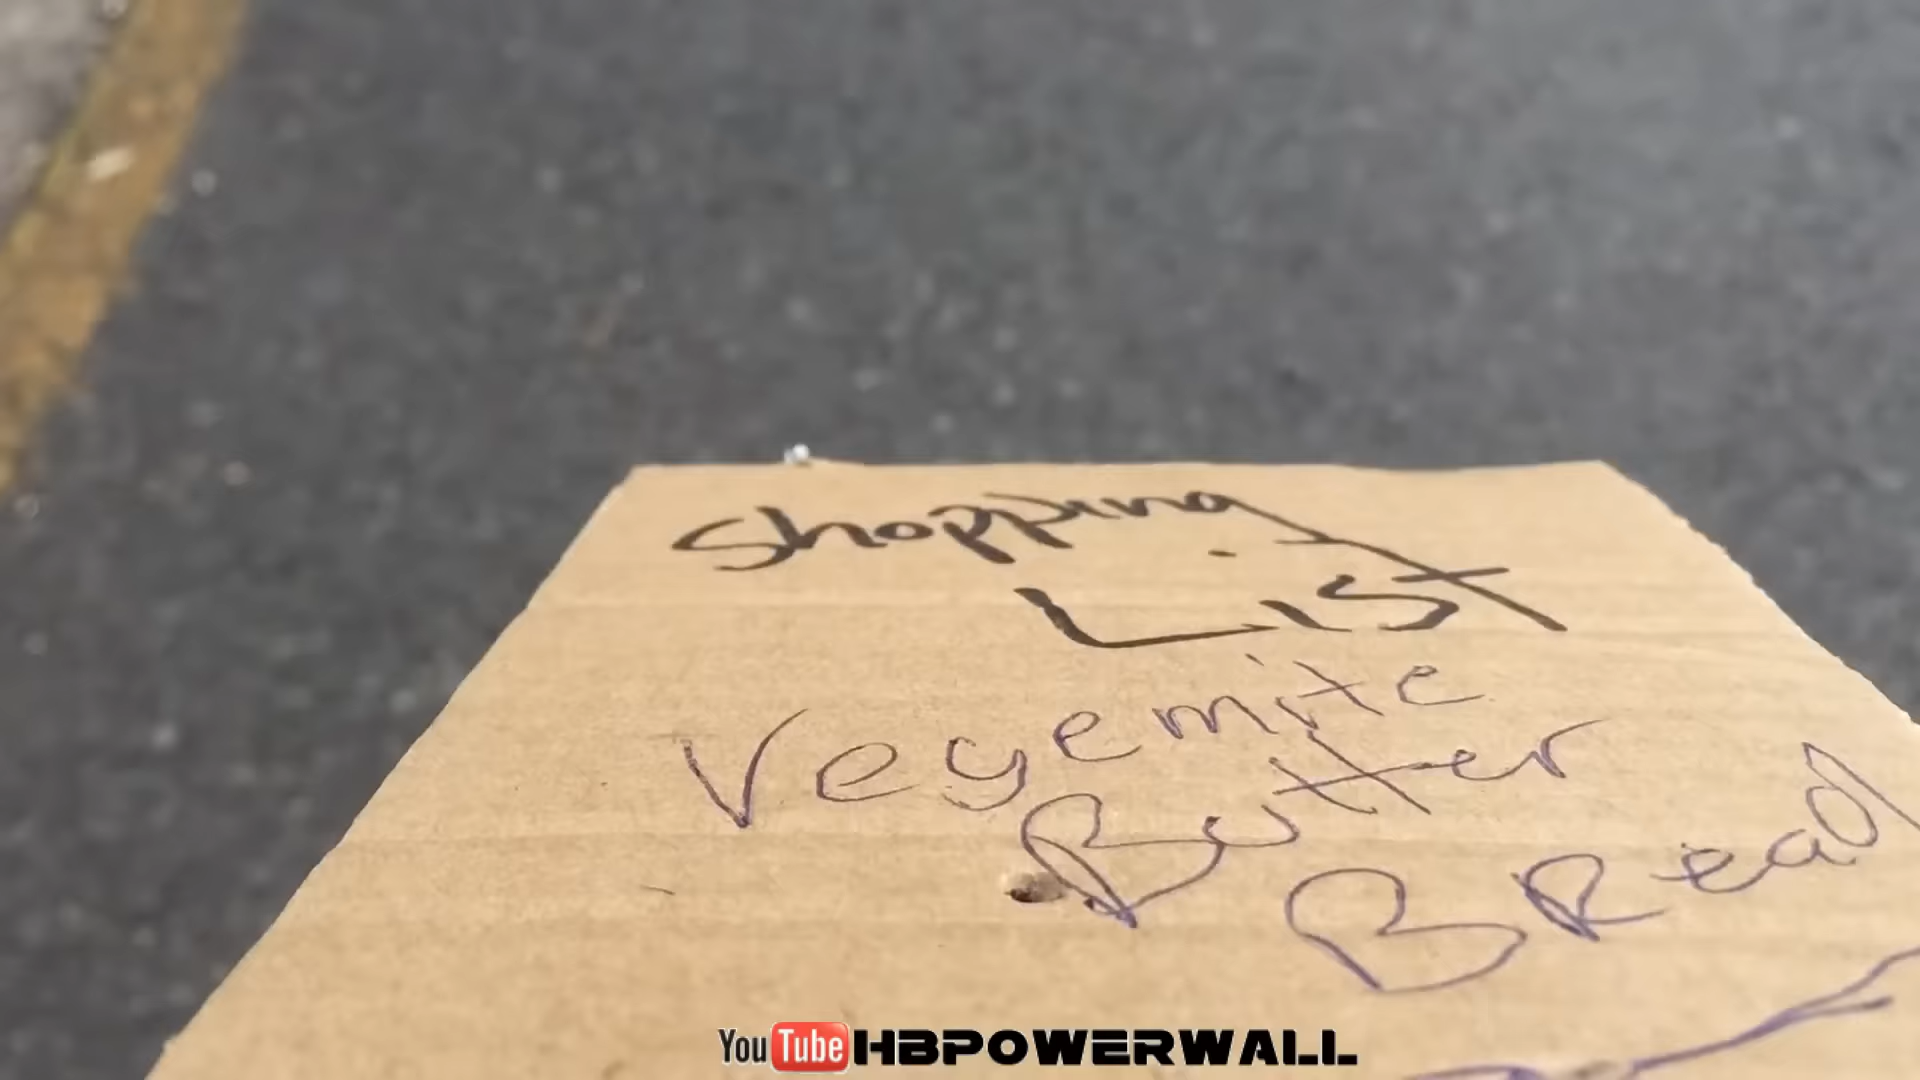 Shopping
List
Vegemite
Butter
BRead
YouTube HBPOWERWALL